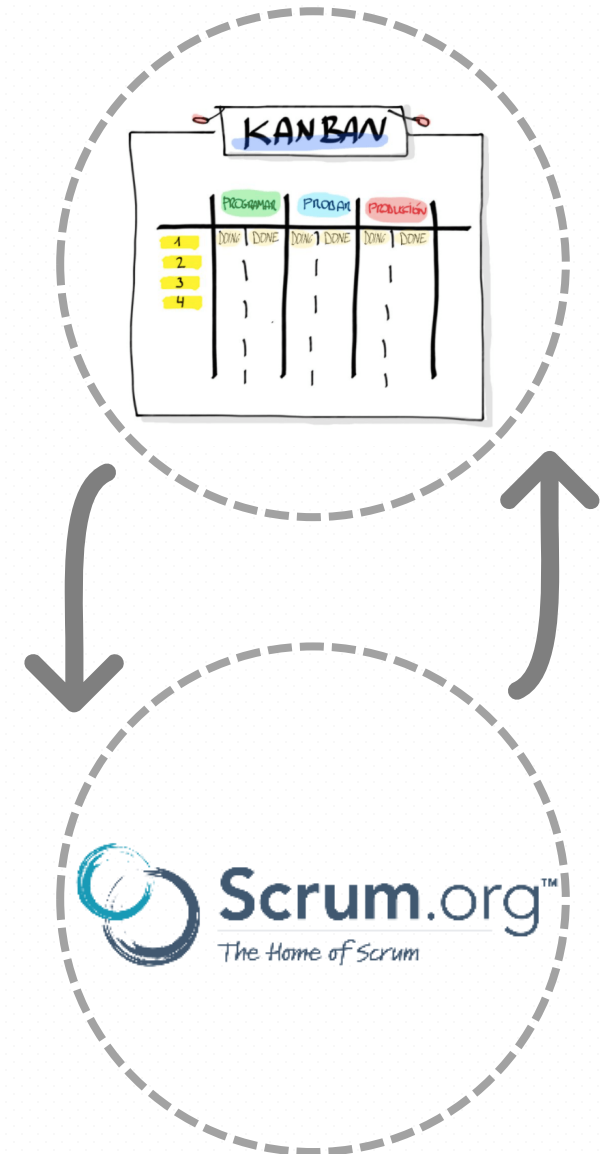 KANBAN
PROGRAMAR PROBAR PRODUCCIÓN
DOING DONE DOING DONE DOING DONE
1
2
3
4
Scrum.org™
The Home of Scrum